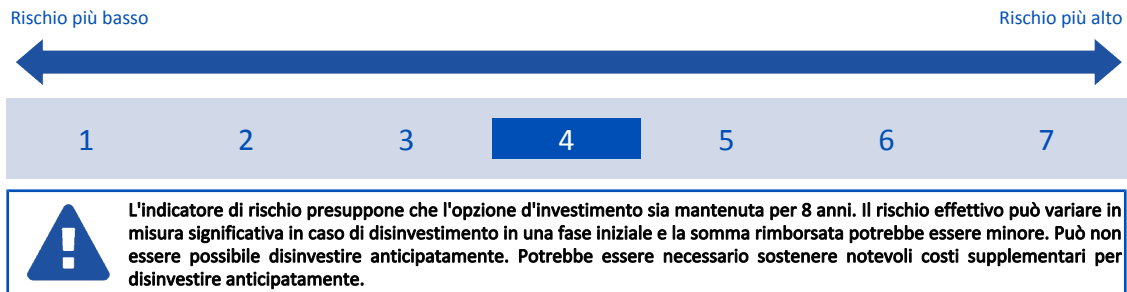 Rischio più basso Rischio più alto
1 2 3 4 5 6 7
L'indicatore di rischio presuppone che l'opzione d'investimento sia mantenuta per 8 anni. Il rischio effettivo può variare in
misura significativa in caso di disinvestimento in una fase iniziale e la somma rimborsata potrebbe essere minore. Può non
essere possibile disinvestire anticipatamente. Potrebbe essere necessario sostenere notevoli costi supplementari per
disinvestire anticipatamente.